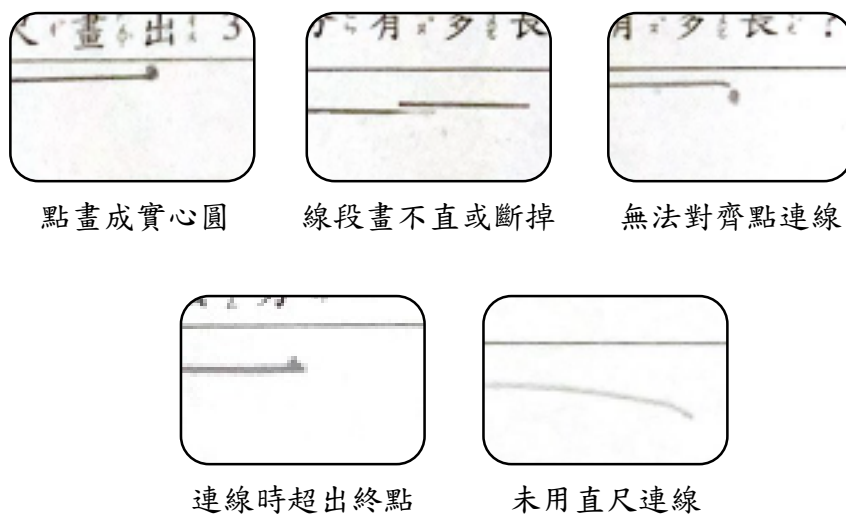 畫 出 3
有 多 長
有 多 長 ?
點畫成實心圓
線段畫不直或斷掉
無法對齊點連線
連線時超出終點
未用直尺連線